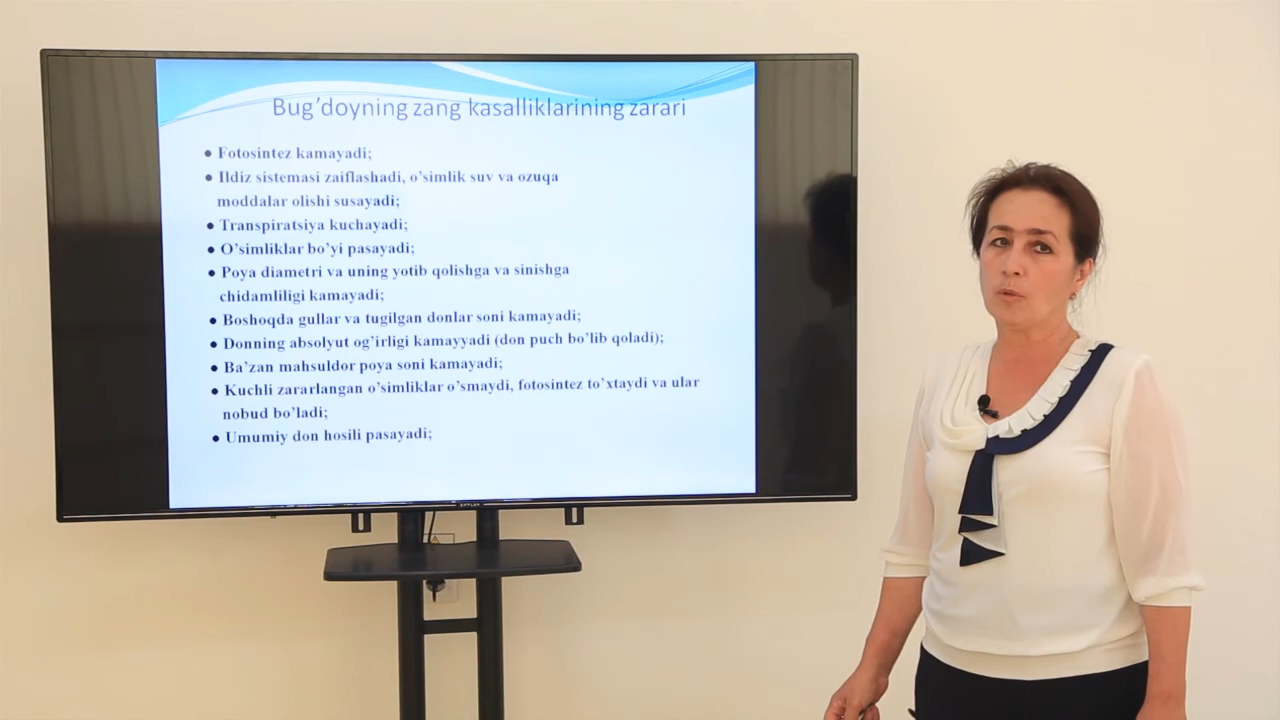 Bug’doyning zang kasalliklarining zarari
● Fotosintez kamayadi;
● Ildiz sistemasi zaiflashadi, o’simlik suv va ozuqa
moddalar olishi susayadi;
● Transpiratsiya kuchayadi;
● O’simliklar bo’yi pasayadi;
● Poya diametri va uning yotib qolishga va sinishga
chidamliligi kamayadi;
● Boshoqda gullar va tugilgan donlar soni kamayadi;
● Donning absolyut og’irligi kamayyadi (don puch bo’lib qoladi);
● Ba’zan mahsuldor poya soni kamayadi;
● Kuchli zararlangan o’simliklar o’smaydi, fotosintez to’xtaydi va ular
nobud bo’ladi;
● Umumiy don hosili pasayadi;